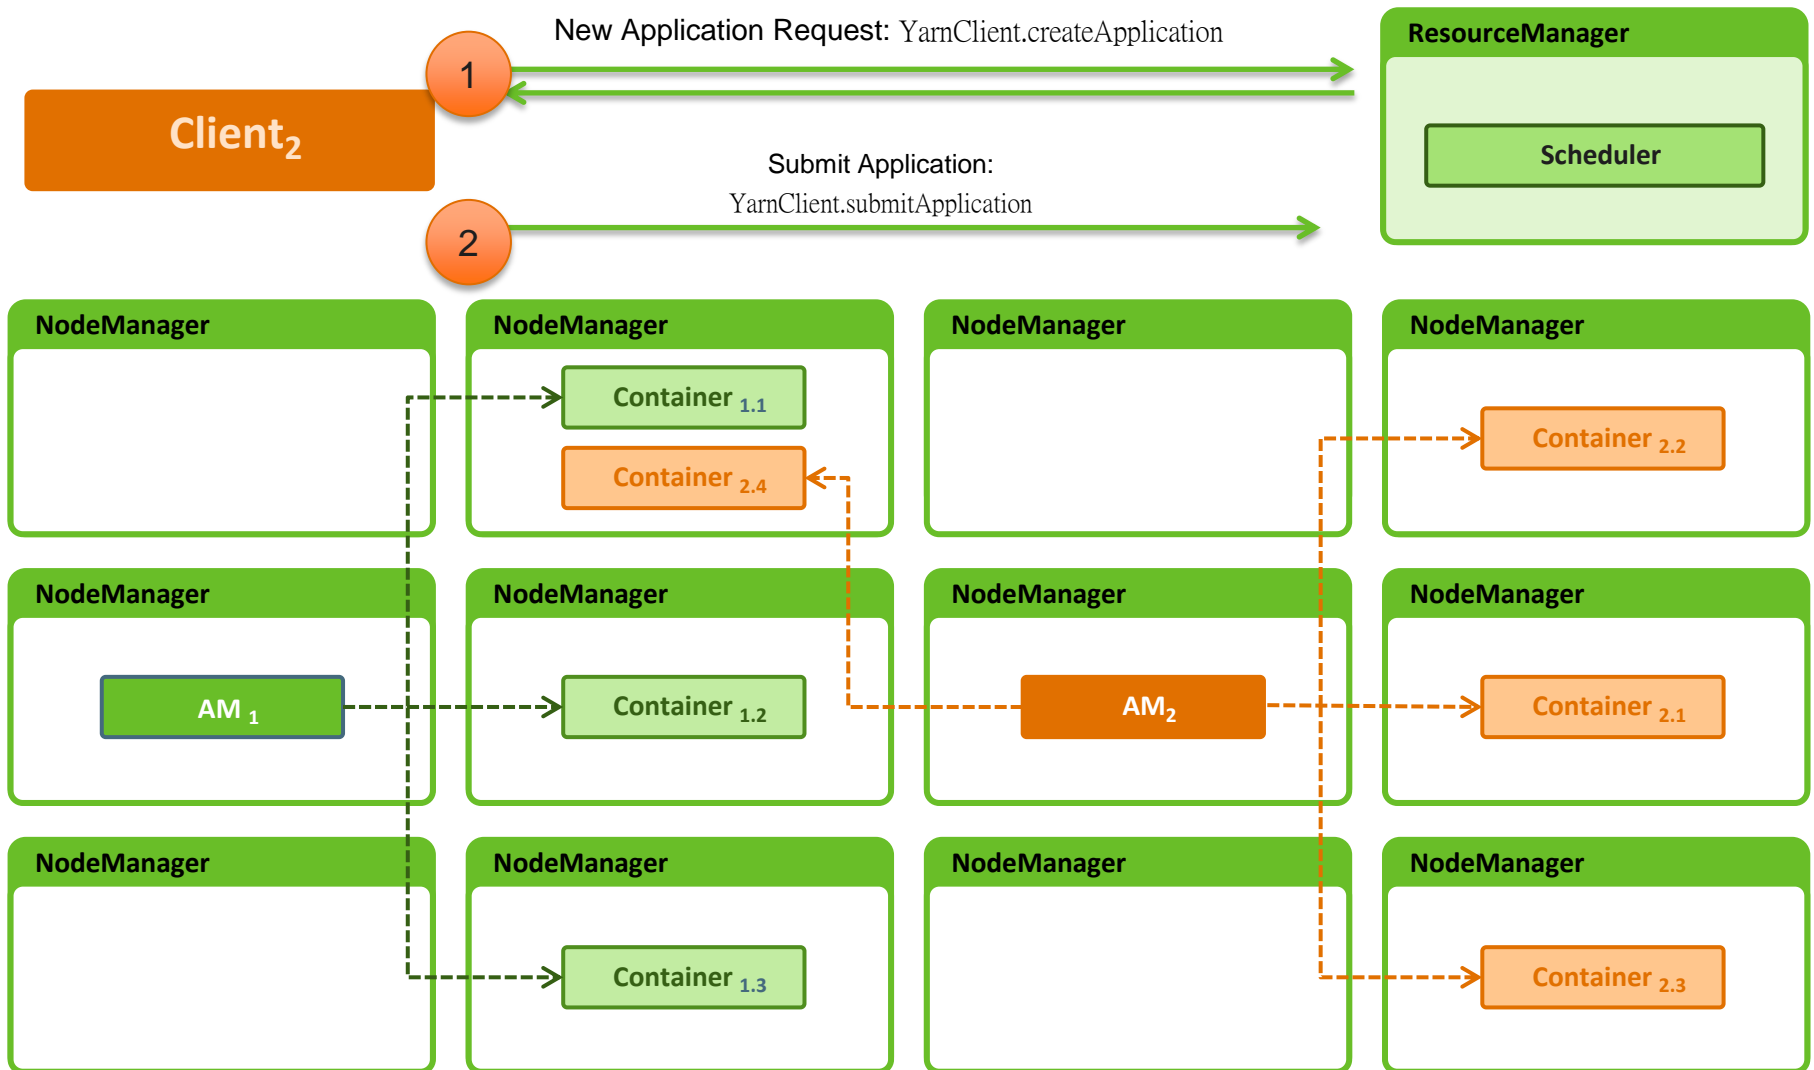 New Application Request: YarnClient.createApplication
ResourceManager
1
Client2
Scheduler
Submit Application:
YarnClient.submitApplication
2
NodeManager
NodeManager
NodeManager
NodeManager
Container 1.1
Container 2.4
Container 2.2
NodeManager
NodeManager
NodeManager
NodeManager
AM 1
Container 1.2
AM2
Container 2.1
NodeManager
NodeManager
NodeManager
NodeManager
Container 1.3
Container 2.3